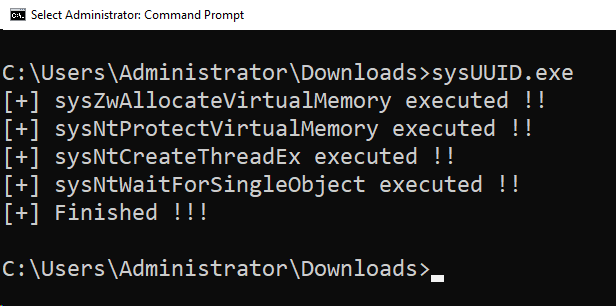 Select Administrator: Command Prompt
C:\Users\Administrator\Downloads>sysUUID.exe
[+] sysZwAllocateVirtualMemory executed !!
[+] sysNtProtectVirtualMemory executed !!
[+] sysNtCreateThreadEx executed !!
[+] sysNtWaitForSingleObject executed !!
[+] Finished !!!
C:\Users\Administrator\Downloads>